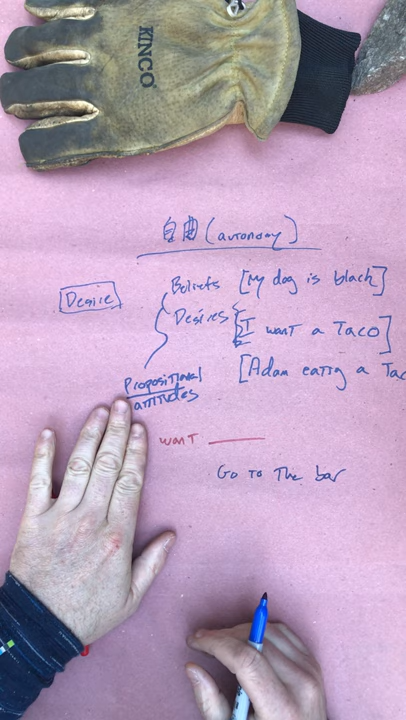 KINCO
自由 (autonomy)
Desire
Beliefs [My dog is black]
Desires [I want a Taco]
[Adam eating a Tac
Propositional
attitudes
want
Go To The bar